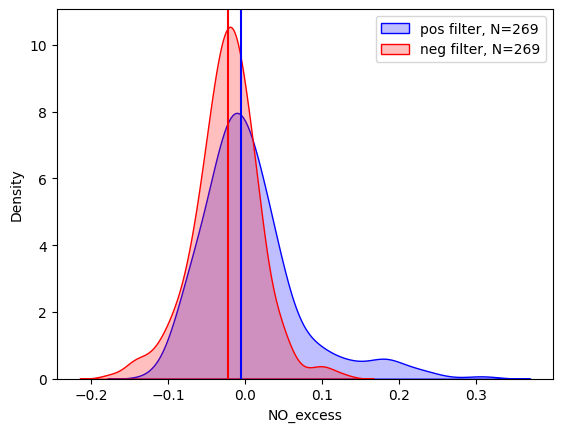 pos filter, N=269
neg filter, N=269
Density
10
8
6
4
2
0
−0.2 −0.1 0.0 0.1 0.2 0.3
NO_excess